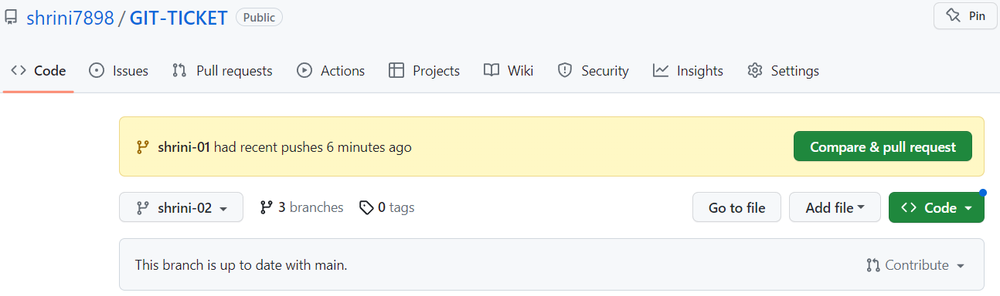 shrini7898 / GIT-TICKET Public Pin
Code Issues Pull requests Actions Projects Wiki Security Insights Settings
shrini-01 had recent pushes 6 minutes ago Compare & pull request
shrini-02 3 branches 0 tags Go to file Add file Code
This branch is up to date with main. Contribute